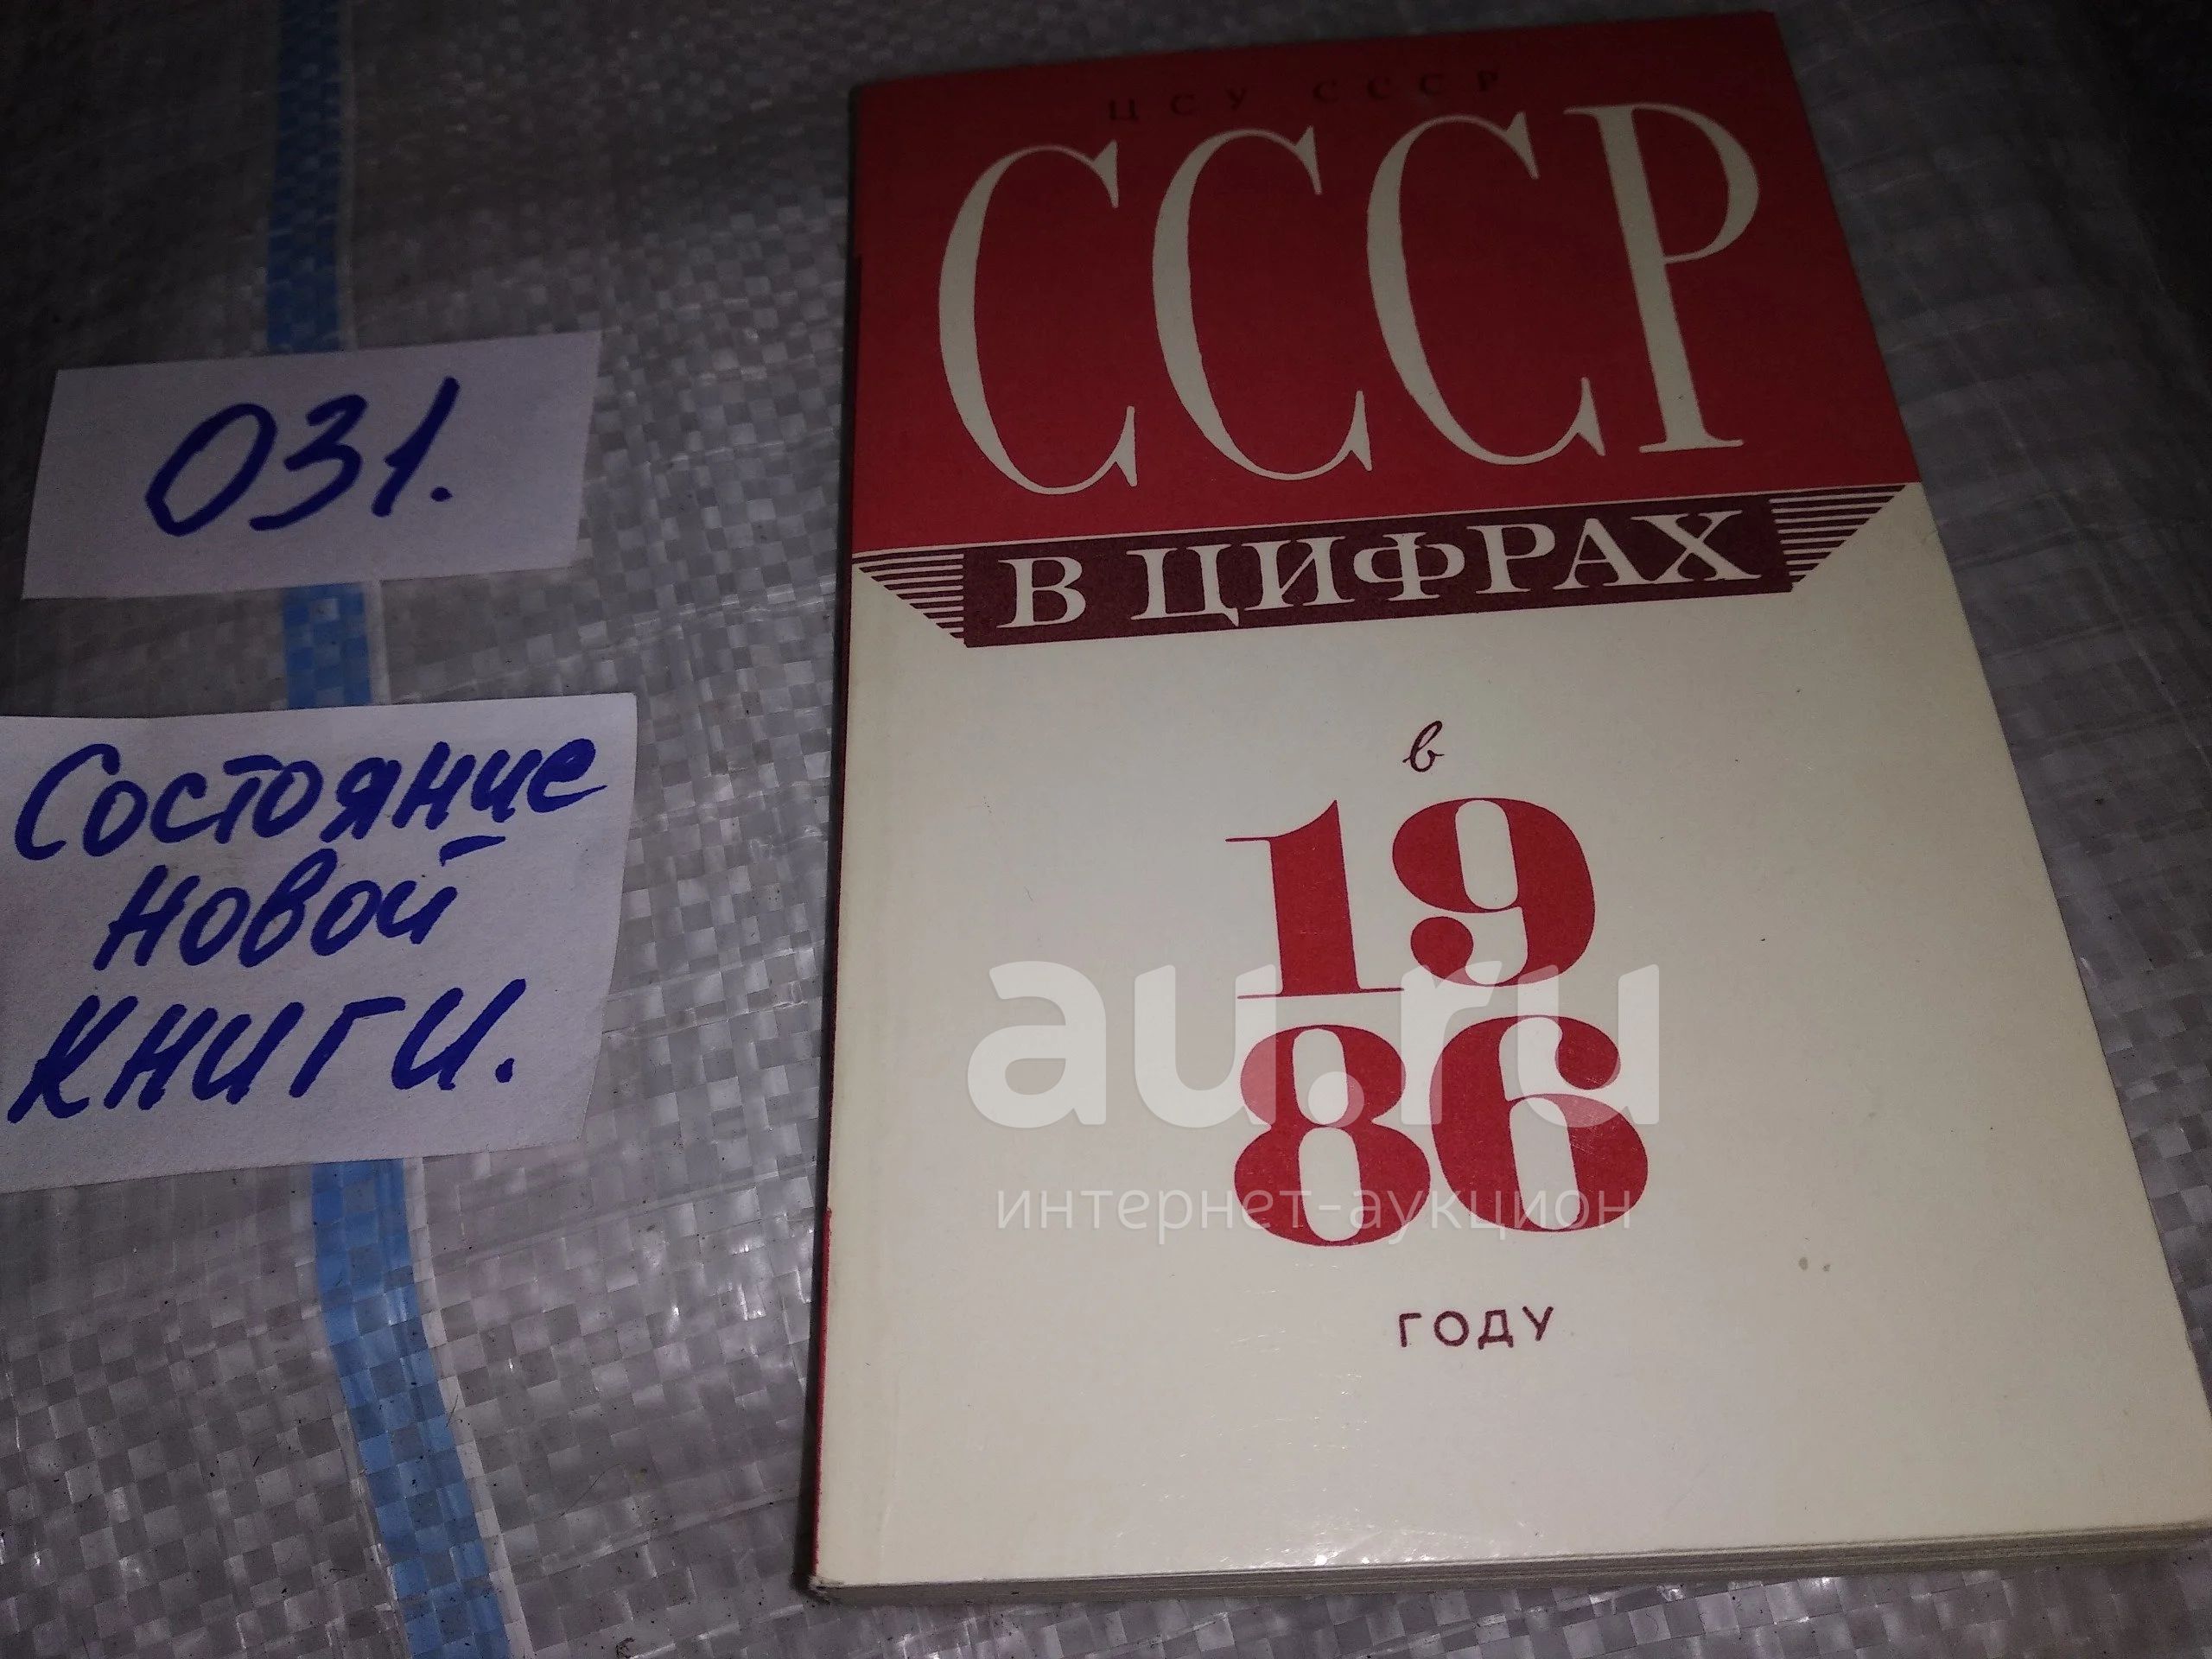 031.
Состояние
новой
книги.
ЦСУ СССР
СССР
В ЦИФРАХ
в
19
86
году
au.ru
интернет-аукцион